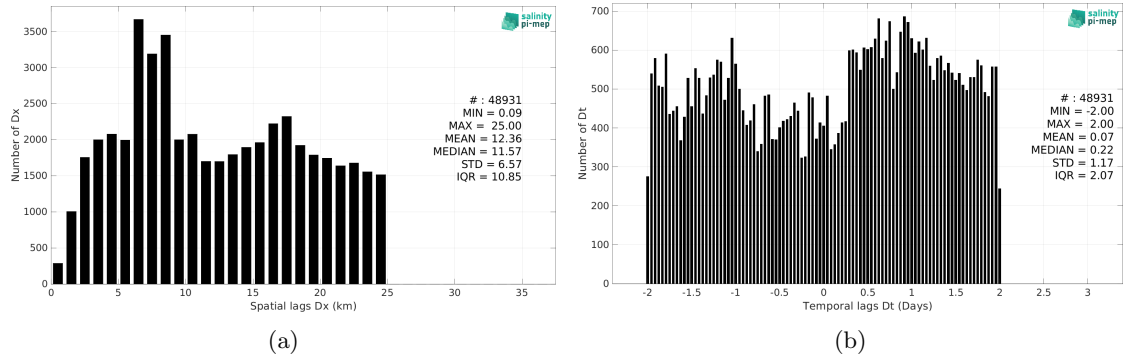 salinity
pi-mep
3500
3000
2500
2000
1500
1000
500
0
Number of Dx
# : 48931
MIN = 0.09
MAX = 25.00
MEAN = 12.36
MEDIAN = 11.57
STD = 6.57
IQR = 10.85
0 5 10 15 20 25 30 35
Spatial lags Dx (km)
(a)
salinity
pi-mep
700
600
500
400
300
200
100
0
Number of Dt
# : 48931
MIN = -2.00
MAX = 2.00
MEAN = 0.07
MEDIAN = 0.22
STD = 1.17
IQR = 2.07
-2 -1.5 -1 -0.5 0 0.5 1 1.5 2 2.5 3
Temporal lags Dt (Days)
(b)